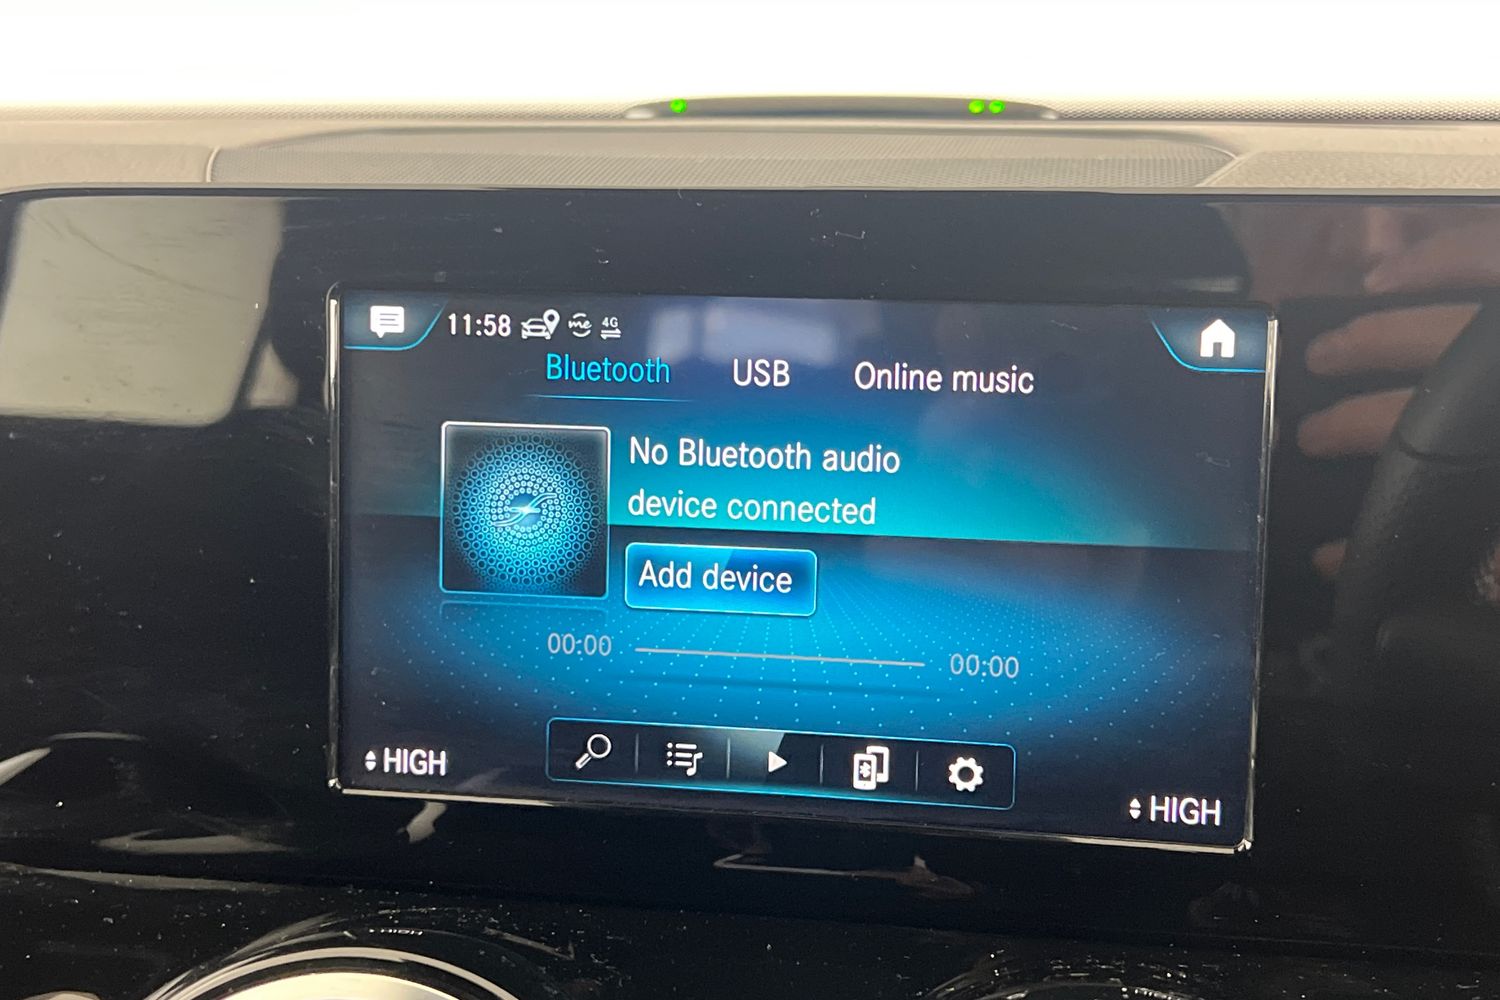 11:58 me 4G
Bluetooth USB Online music
No Bluetooth audio
device connected
Add device
00:00 00:00
HIGH
HIGH